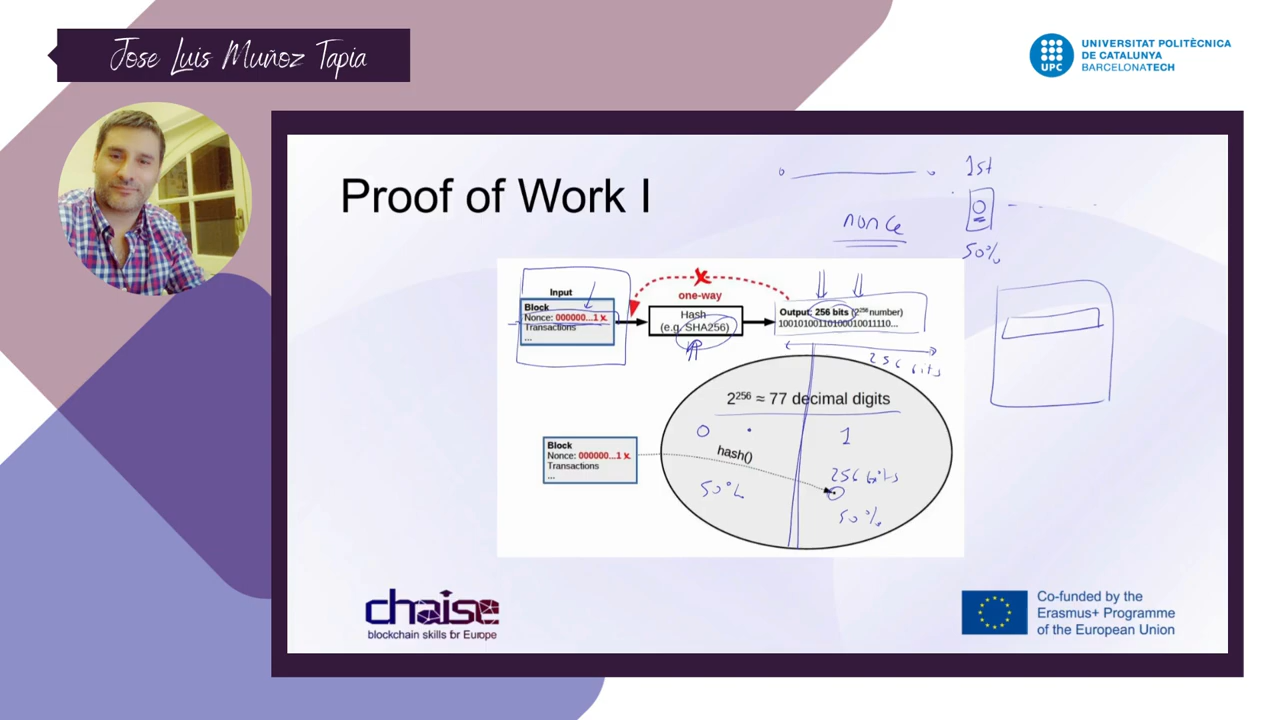 Jose Luis Muñoz Tapia
UNIVERSITAT POLITÈCNICA
DE CATALUNYA
BARCELONATECH
UPC
Proof of Work I
1st
nonce
50%
Input
Block
Nonce: 000000...1 x
Transactions
...
one-way
Hash
(e.g. SHA256)
Output: 256 bits (2²⁵⁶ number)
100101001101000100111​10...
256 bits
2²⁵⁶ ≈ 77 decimal digits
0
1
hash()
Block
Nonce: 000000...1 x
Transactions
...
256 bits
50%
50%
chaise
blockchain skills for Europe
Co-funded by the
Erasmus+ Programme
of the European Union